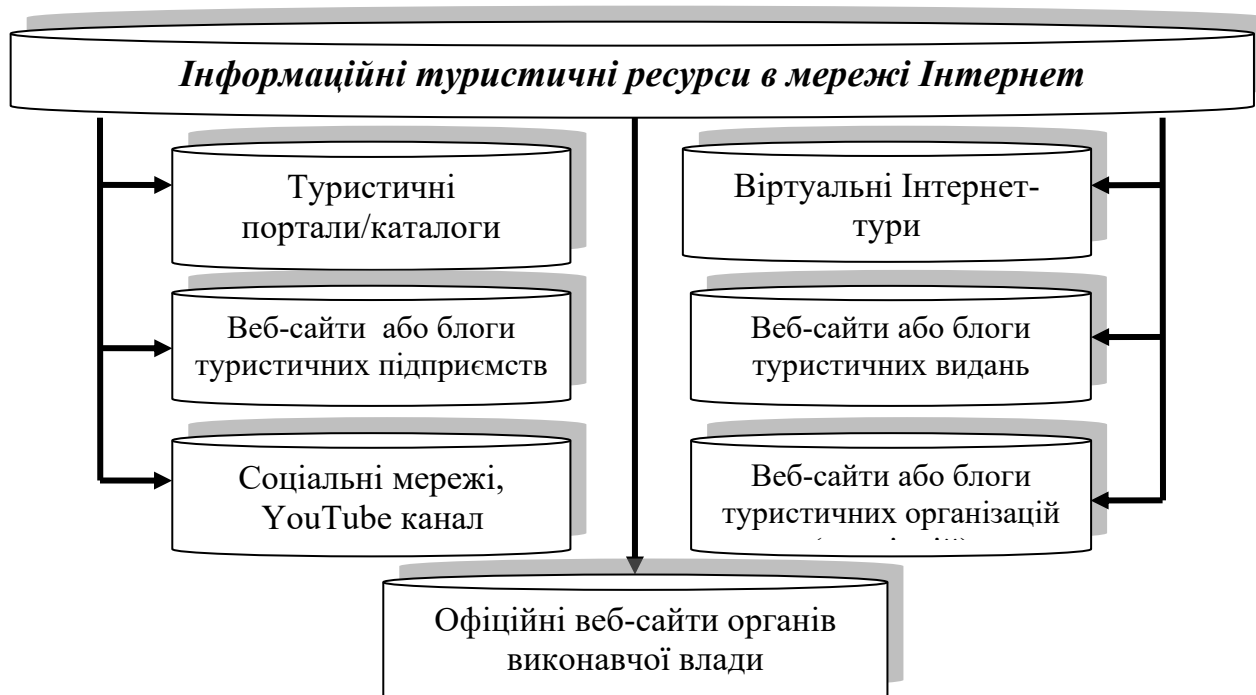 Інформаційні туристичні ресурси в мережі Інтернет
Туристичні
портали/каталоги
Віртуальні Інтернет-
тури
Веб-сайти або блоги
туристичних підприємств
Веб-сайти або блоги
туристичних видань
Соціальні мережі,
YouTube канал
Веб-сайти або блоги
туристичних організацій
Офіційні веб-сайти органів
виконавчої влади